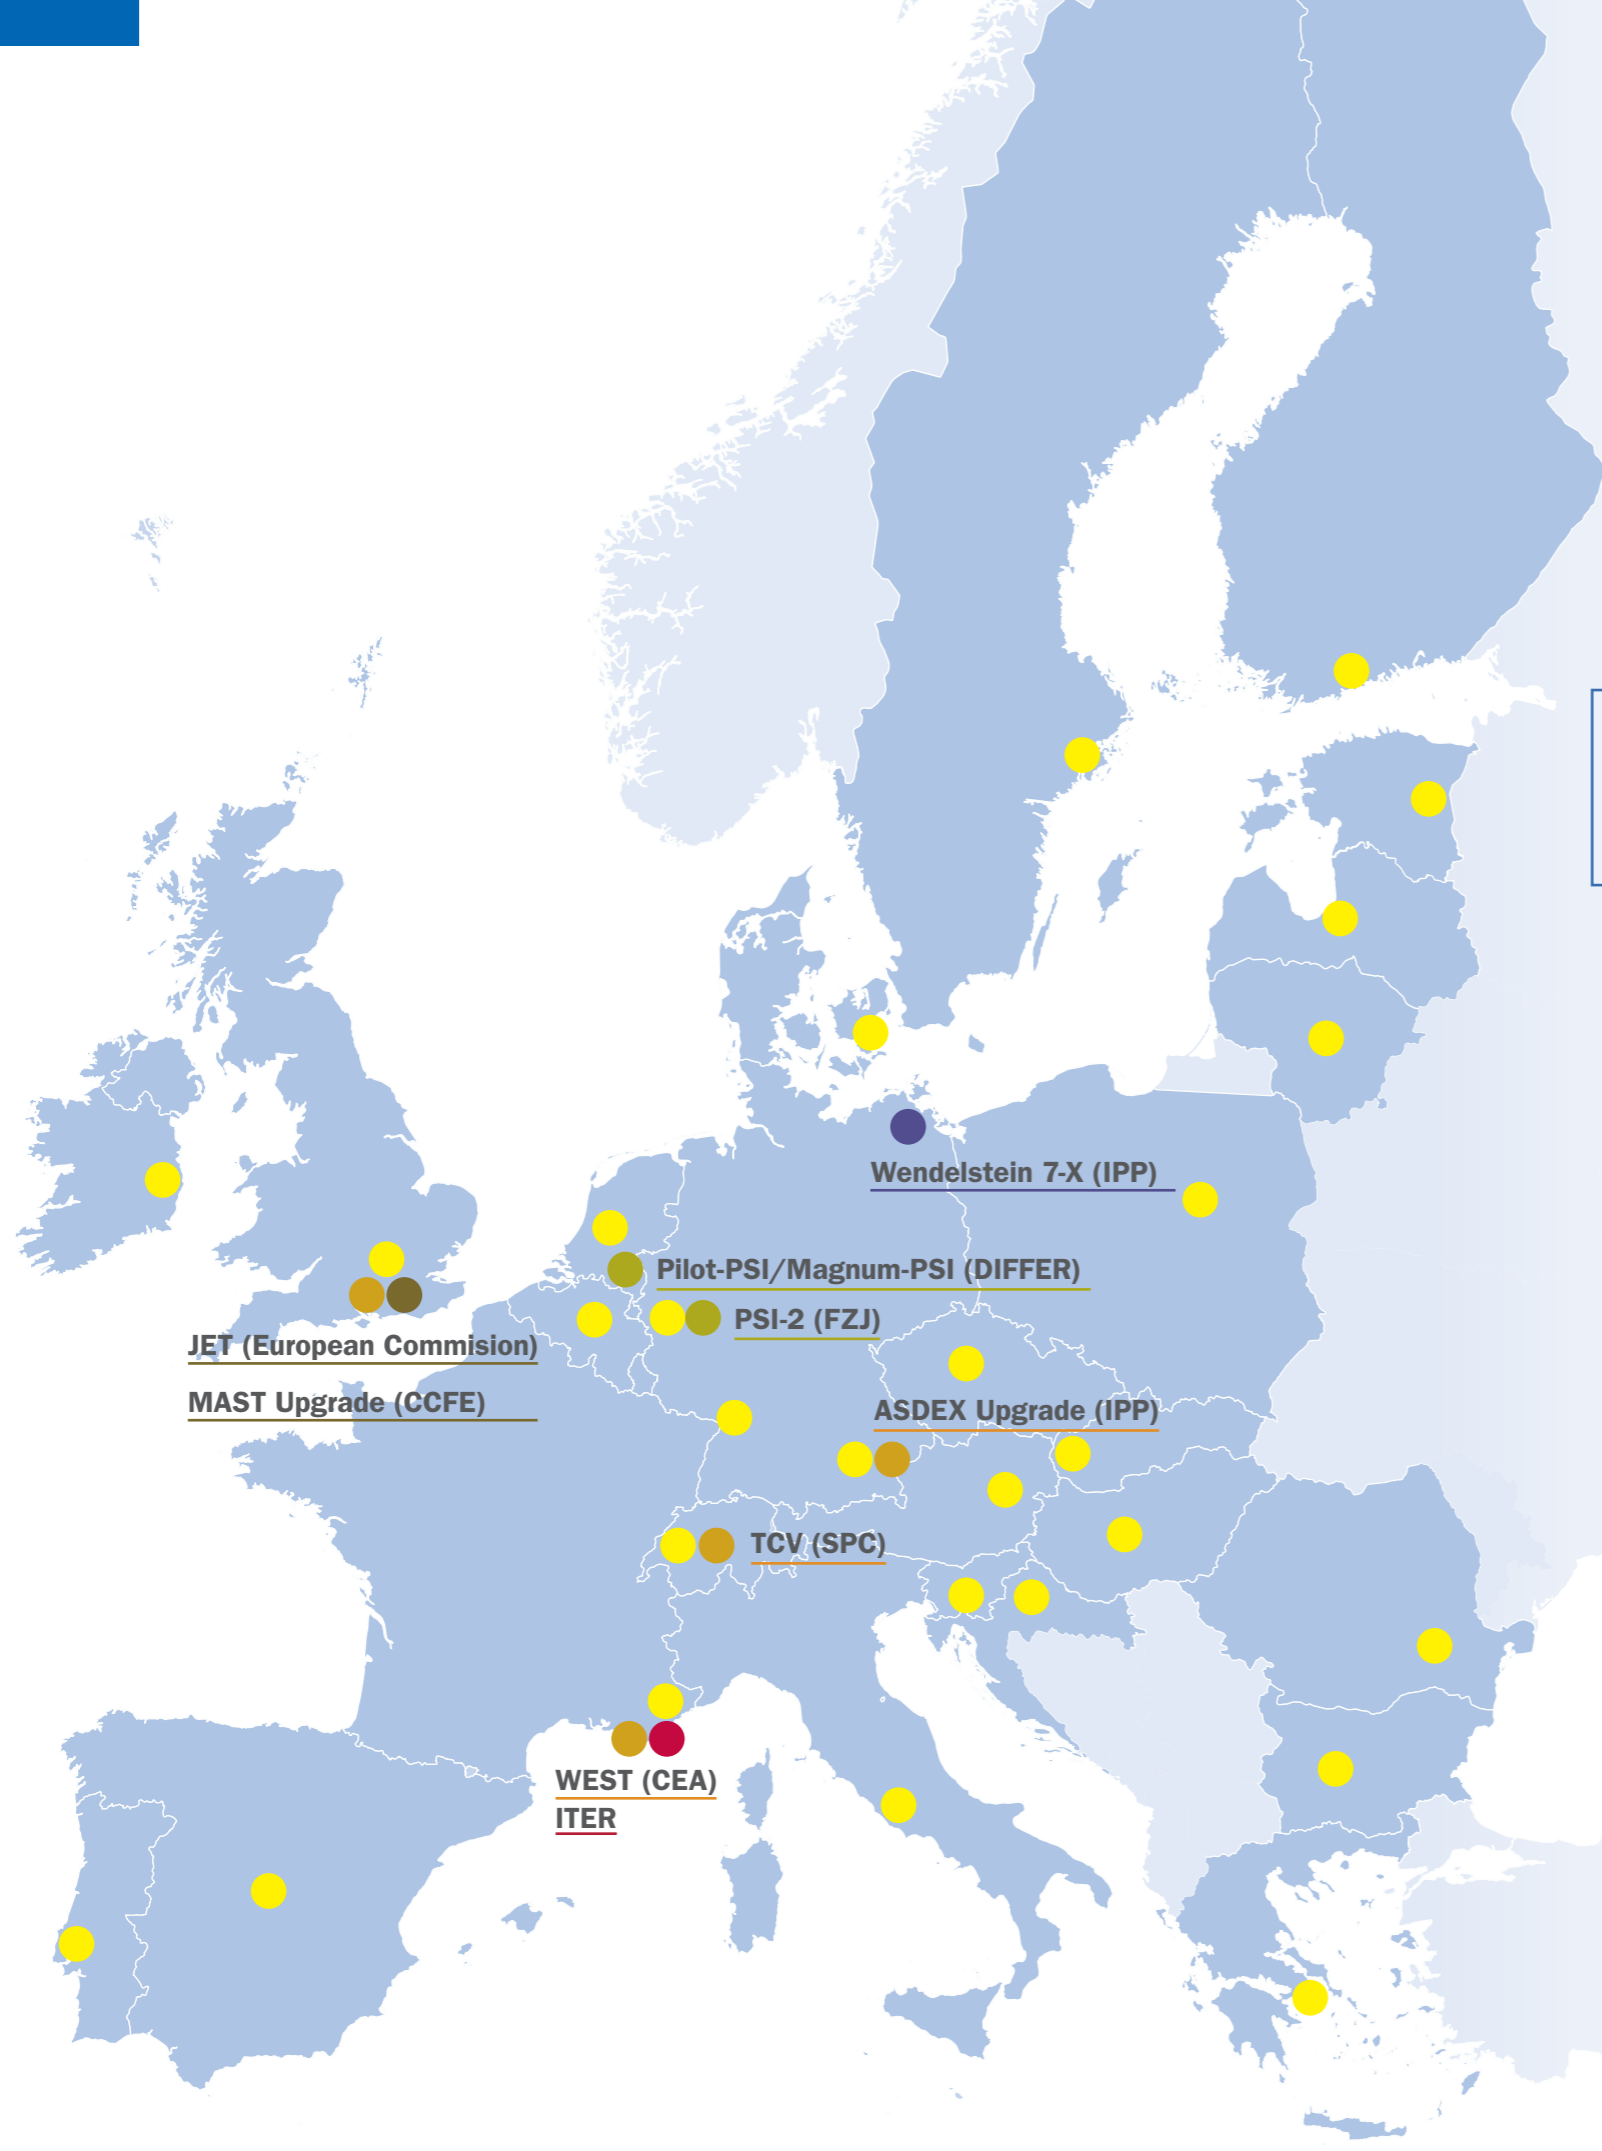 Wendelstein 7-X (IPP)
Pilot-PSI/Magnum-PSI (DIFFER)
PSI-2 (FZJ)
JET (European Commision)
MAST Upgrade (CCFE)
ASDEX Upgrade (IPP)
TCV (SPC)
WEST (CEA)
ITER